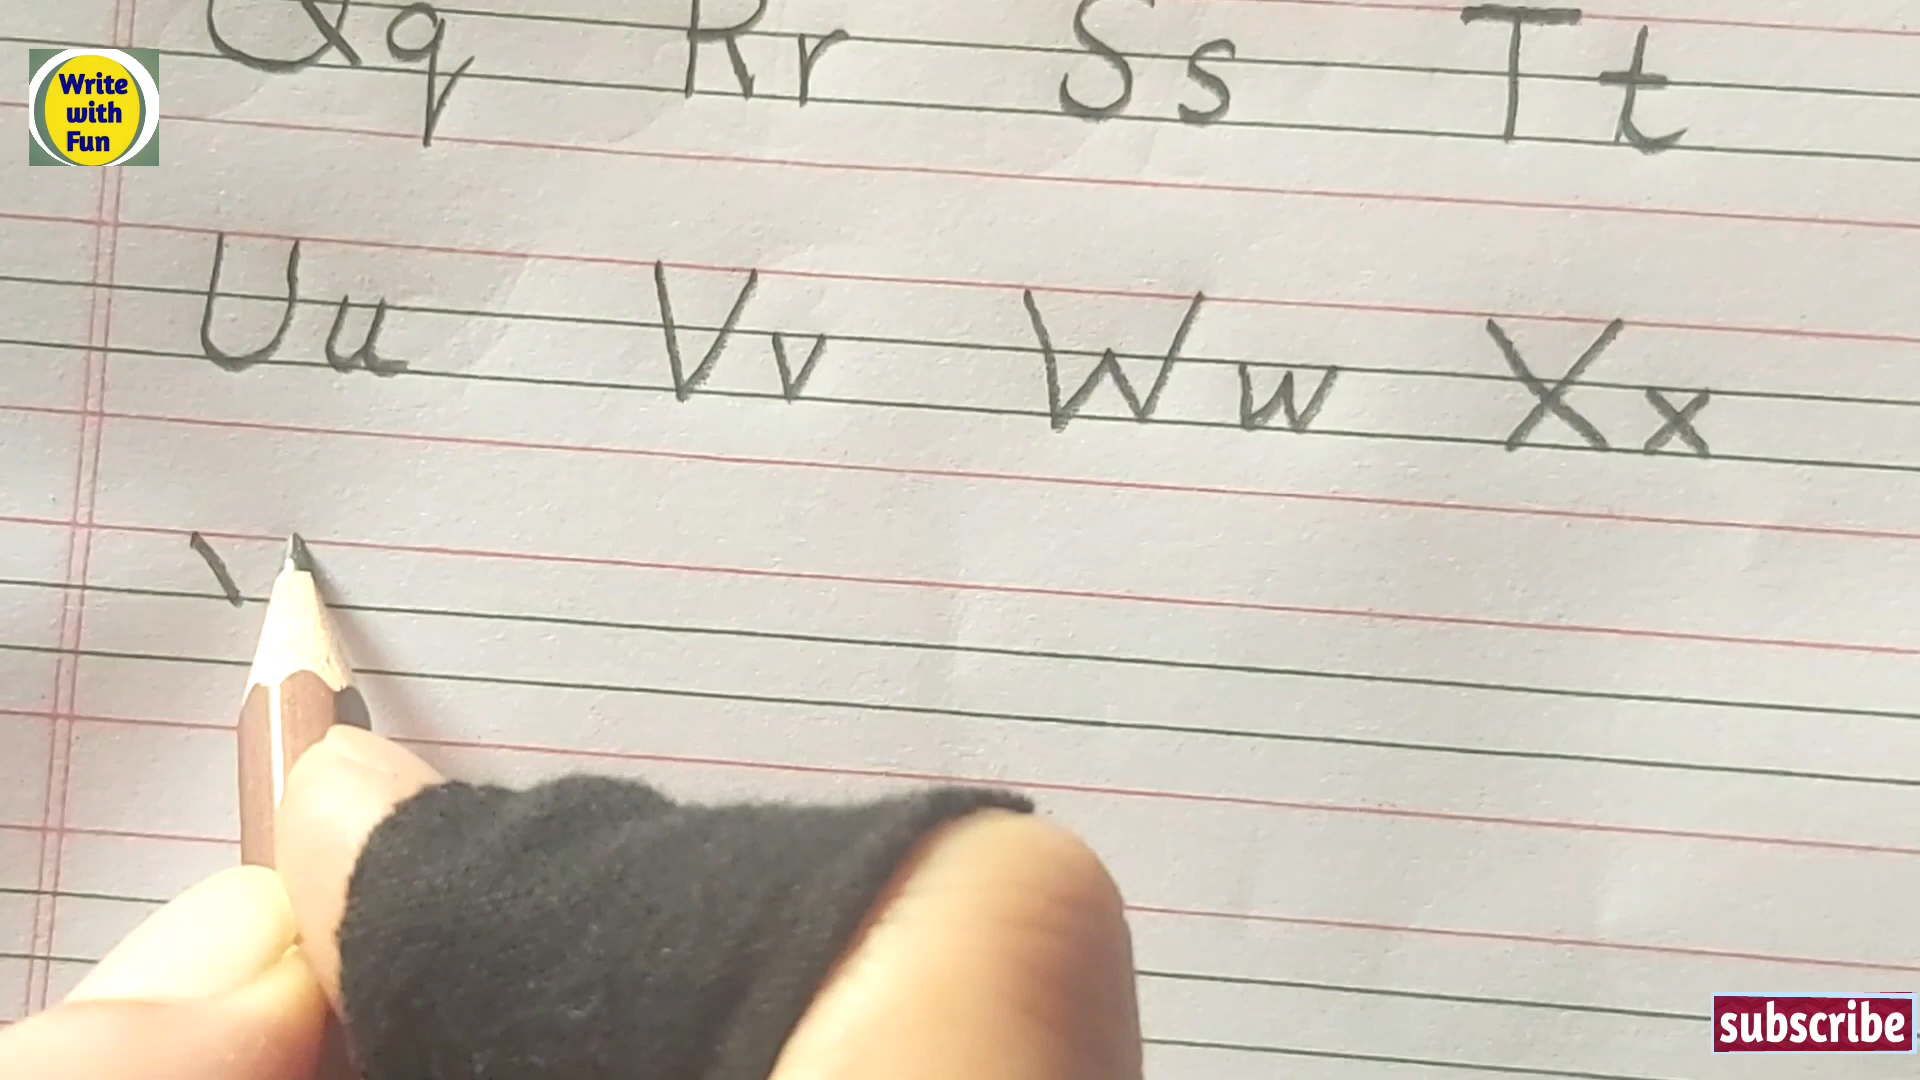 Qq Rr Ss Tt
Write
with
Fun
Uu Vv Ww Xx
subscribe